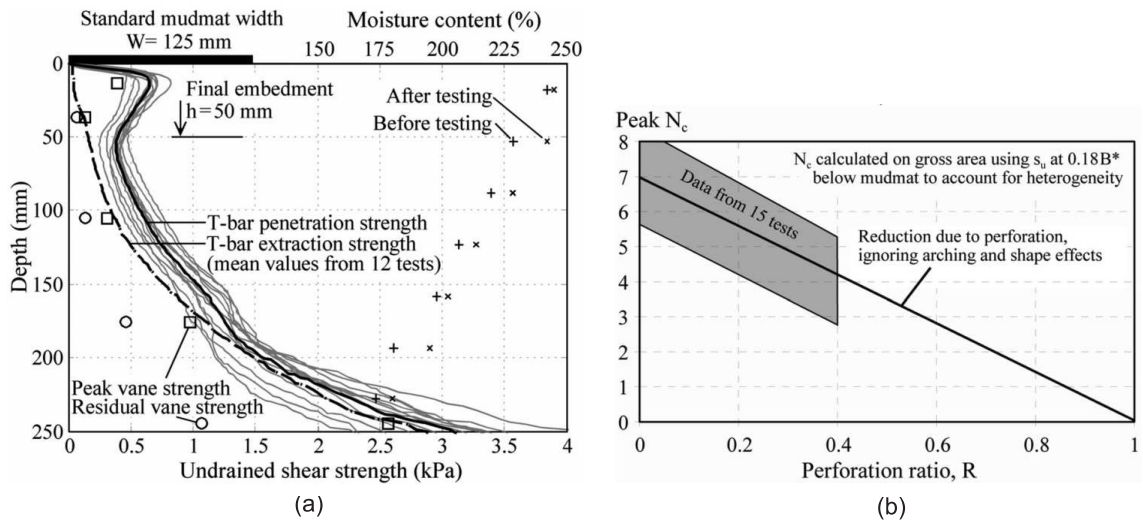 Standard mudmat width
W= 125 mm
Moisture content (%)
150 175 200 225 250
0
50
100
150
200
250
Depth (mm)
Final embedment
h=50 mm
After testing
Before testing
T-bar penetration strength
T-bar extraction strength
(mean values from 12 tests)
Peak vane strength
Residual vane strength
0 0.5 1 1.5 2 2.5 3 3.5 4
Undrained shear strength (kPa)
(a)
Peak N_c
8
7
6
5
4
3
2
1
0
N_c calculated on gross area using s_u at 0.18B*
below mudmat to account for heterogeneity
Data from 15 tests
Reduction due to perforation,
ignoring arching and shape effects
0 0.2 0.4 0.6 0.8 1
Perforation ratio, R
(b)